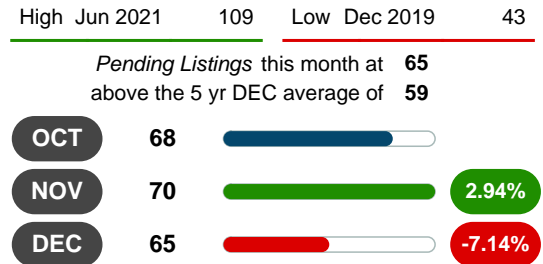 High Jun 2021 109 Low Dec 2019 43
Pending Listings this month at 65
above the 5 yr DEC average of 59
OCT 68
NOV 70 2.94%
DEC 65 -7.14%